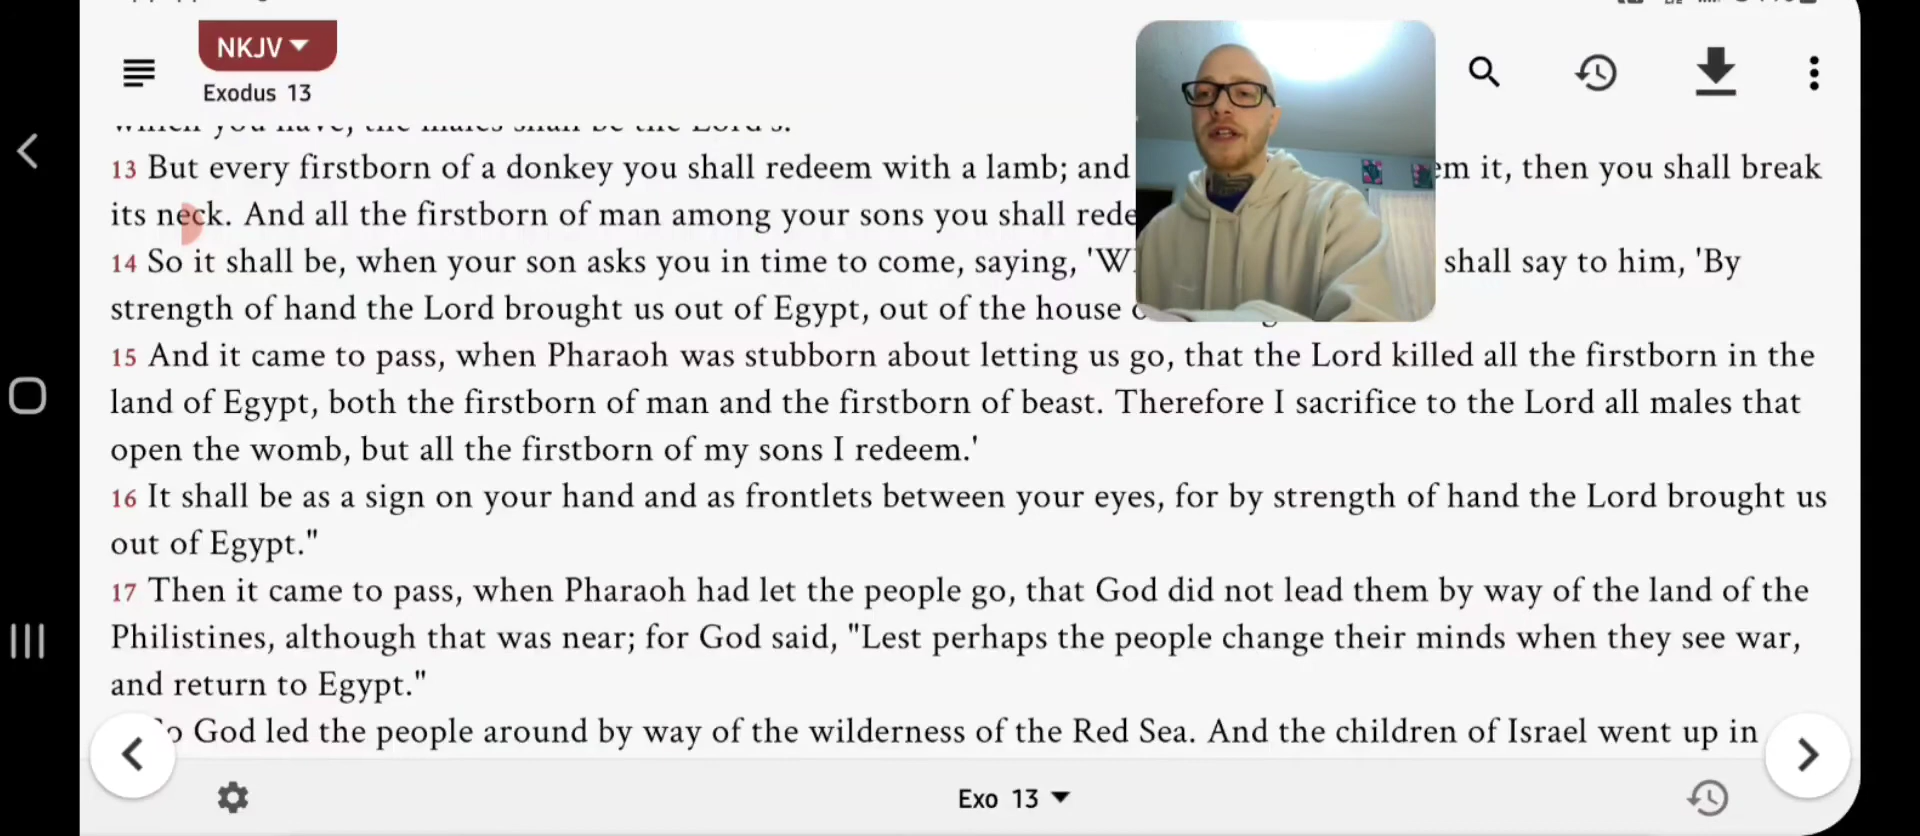 NKJV
Exodus 13
which you have, the males shall be the Lord's.
13 But every firstborn of a donkey you shall redeem with a lamb; and em it, then you shall break
its neck. And all the firstborn of man among your sons you shall rede
14 So it shall be, when your son asks you in time to come, saying, 'W shall say to him, 'By
strength of hand the Lord brought us out of Egypt, out of the house
15 And it came to pass, when Pharaoh was stubborn about letting us go, that the Lord killed all the firstborn in the
land of Egypt, both the firstborn of man and the firstborn of beast. Therefore I sacrifice to the Lord all males that
open the womb, but all the firstborn of my sons I redeem.'
16 It shall be as a sign on your hand and as frontlets between your eyes, for by strength of hand the Lord brought us
out of Egypt."
17 Then it came to pass, when Pharaoh had let the people go, that God did not lead them by way of the land of the
Philistines, although that was near; for God said, "Lest perhaps the people change their minds when they see war,
and return to Egypt."
God led the people around by way of the wilderness of the Red Sea. And the children of Israel went up in
Exo 13